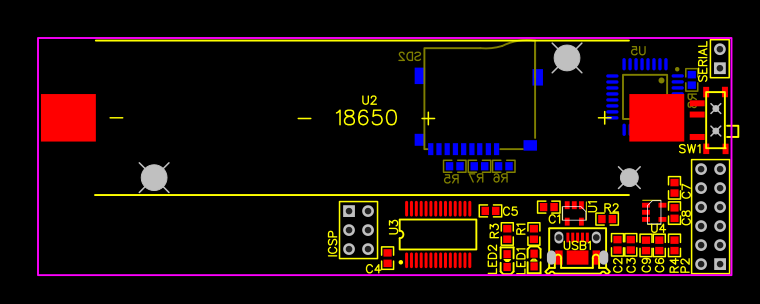 SD2
U5
SERIAL
U2
18650
R8
SW1
R5
R7
R6
C7
C5
C1
U1
R2
C8
U3
R3
R1
U4
ICSP
USB1
C4
LED2
LED1
C2
C3
C9
C6
R4
P2